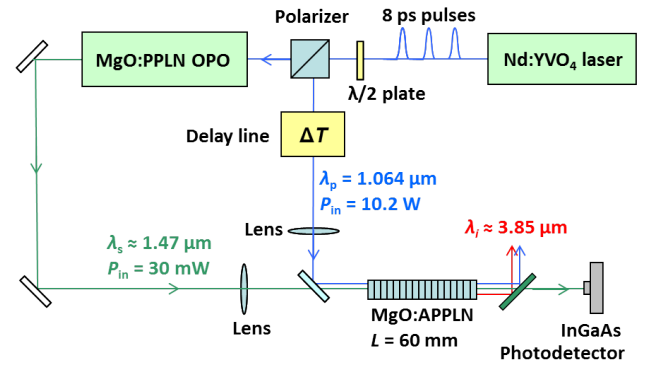 Polarizer
8 ps pulses
MgO:PPLN OPO
Nd:YVO₄ laser
λ/2 plate
Delay line
ΔT
λₚ = 1.064 µm
Pᵢₙ = 10.2 W
Lens
λᵢ ≈ 3.85 µm
λₛ ≈ 1.47 µm
Pᵢₙ = 30 mW
Lens
MgO:APPLN
L = 60 mm
InGaAs
Photodetector